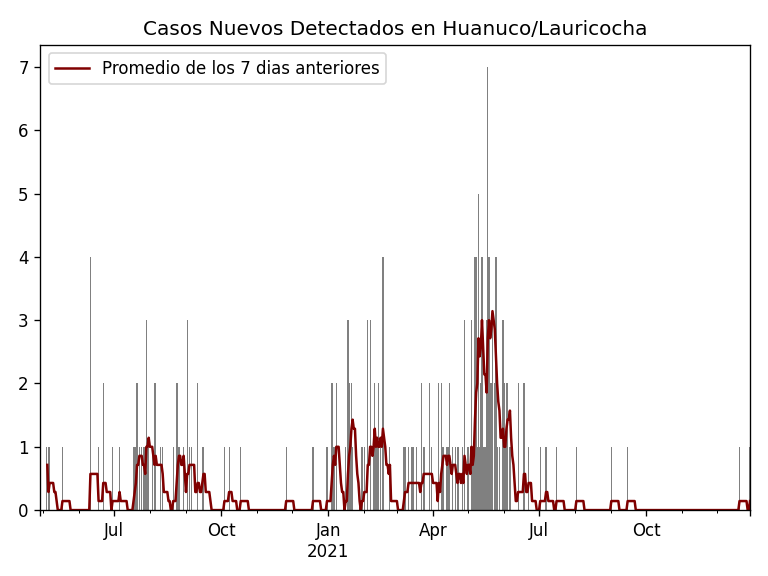 Casos Nuevos Detectados en Huanuco/Lauricocha
Promedio de los 7 dias anteriores
7
6
5
4
3
2
1
0
Jul
Oct
Jan
2021
Apr
Jul
Oct